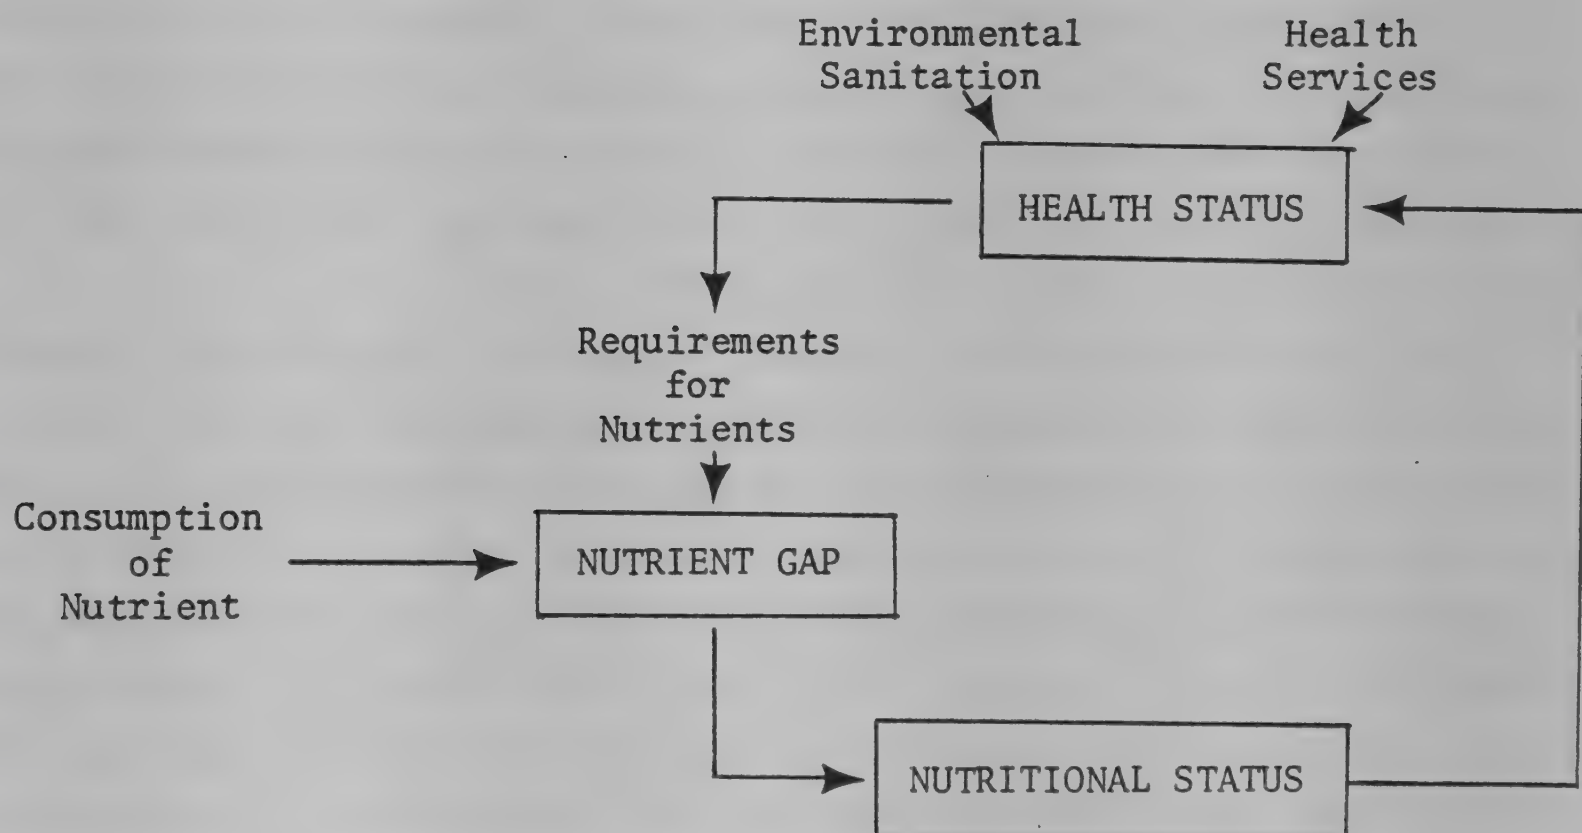 Environmental
Sanitation
Health
Services
HEALTH STATUS
Requirements
for
Nutrients
Consumption
of
Nutrient
NUTRIENT GAP
NUTRITIONAL STATUS